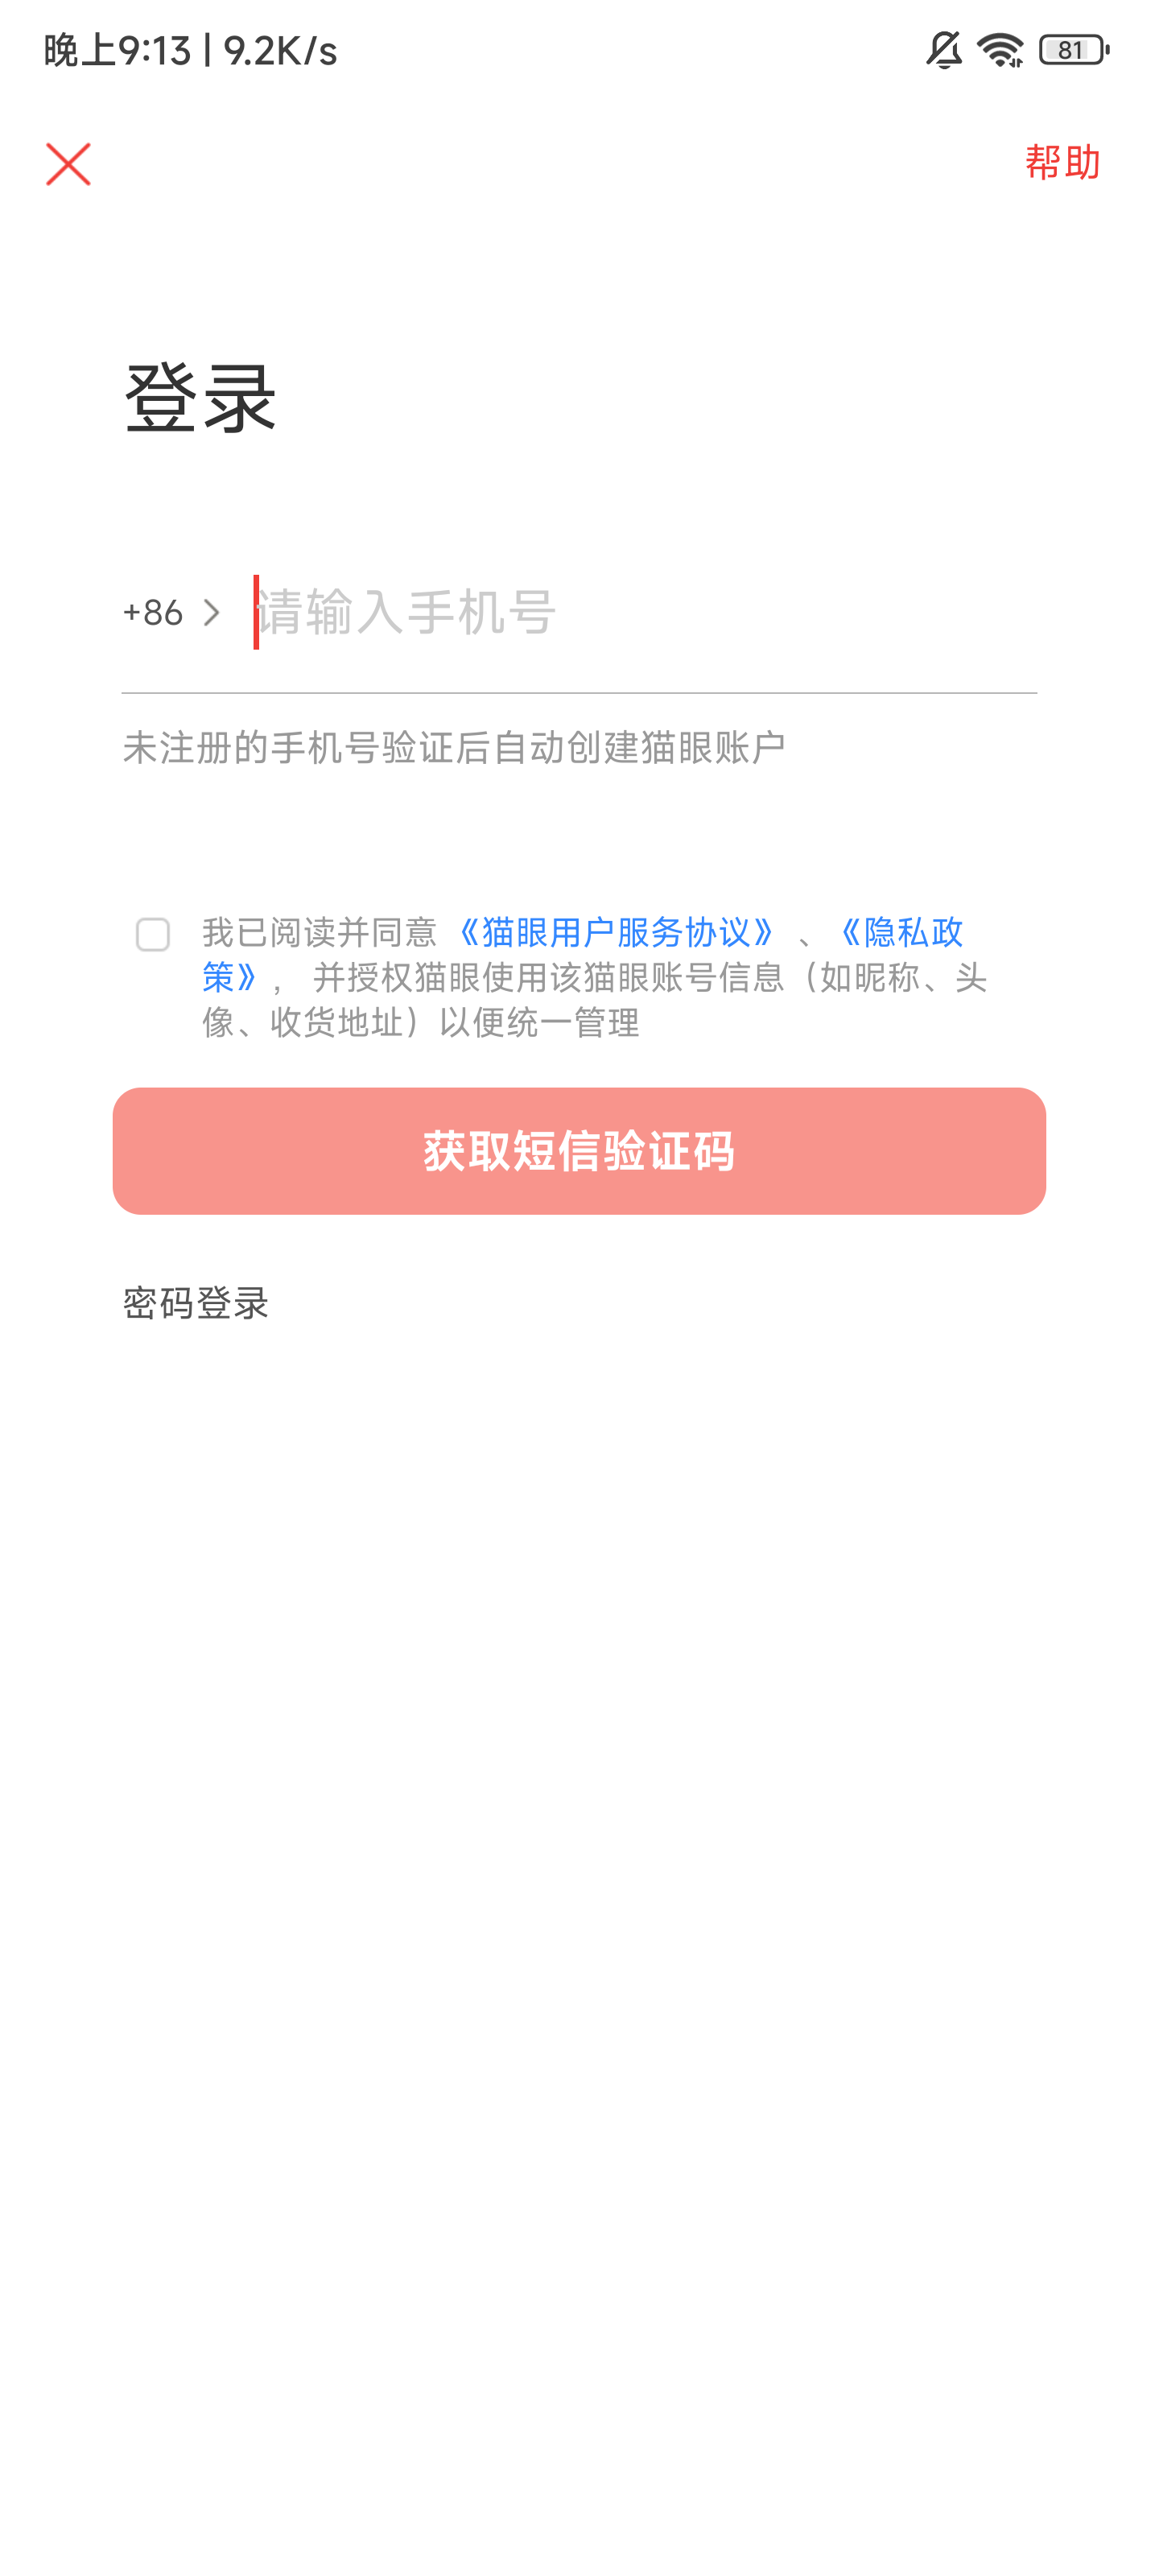 晚上9:13 | 9.2K/s
81
帮助
登录
+86
请输入手机号
未注册的手机号验证后自动创建猫眼账户
我已阅读并同意《猫眼用户服务协议》、《隐私政
策》， 并授权猫眼使用该猫眼账号信息（如昵称、头
像、收货地址）以便统一管理
获取短信验证码
密码登录